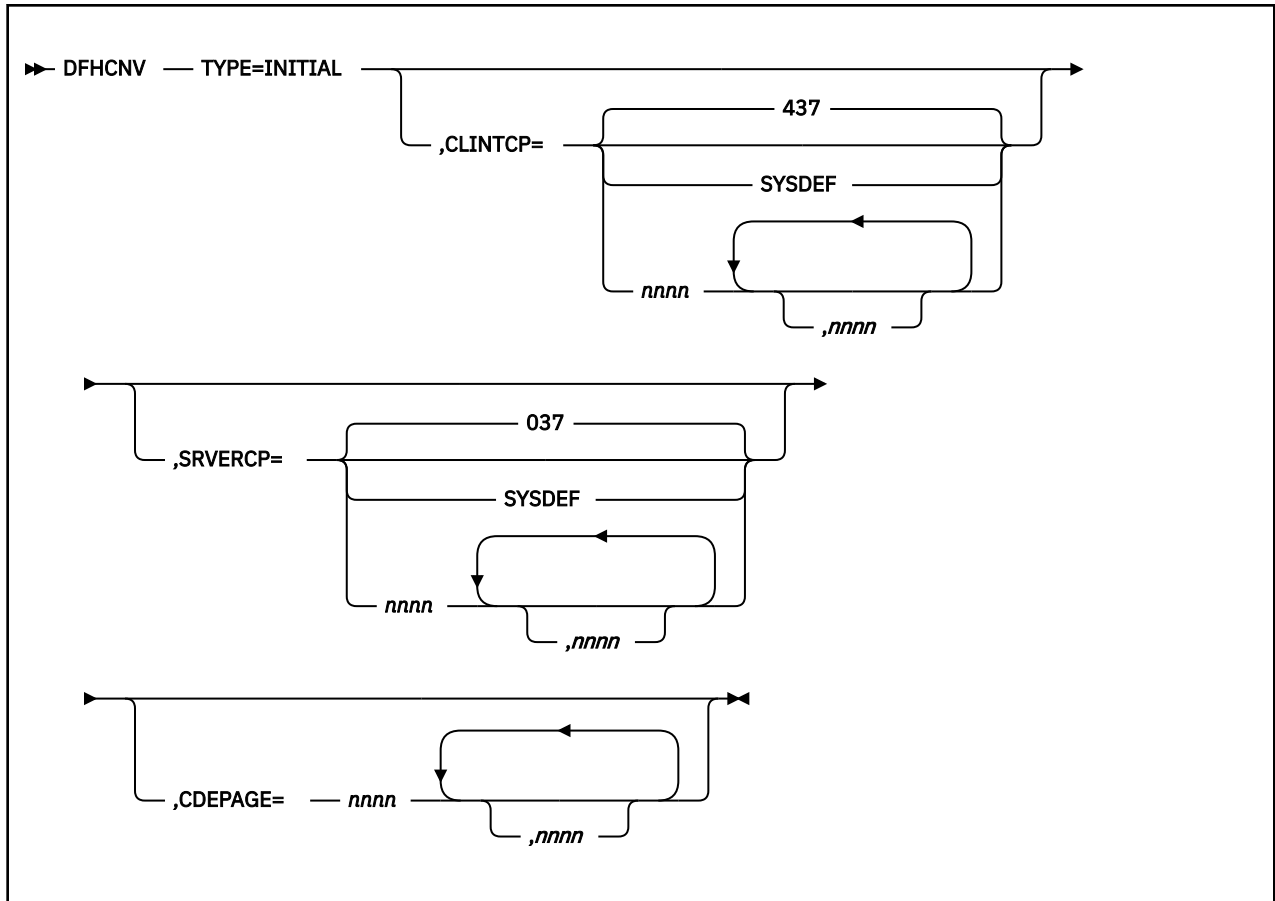 DFHCNV TYPE=INITIAL
437
,CLINTCP=
SYSDEF
nnnn
,nnnn
037
,SRVERCP=
SYSDEF
nnnn
,nnnn
,CDEPAGE= nnnn
,nnnn